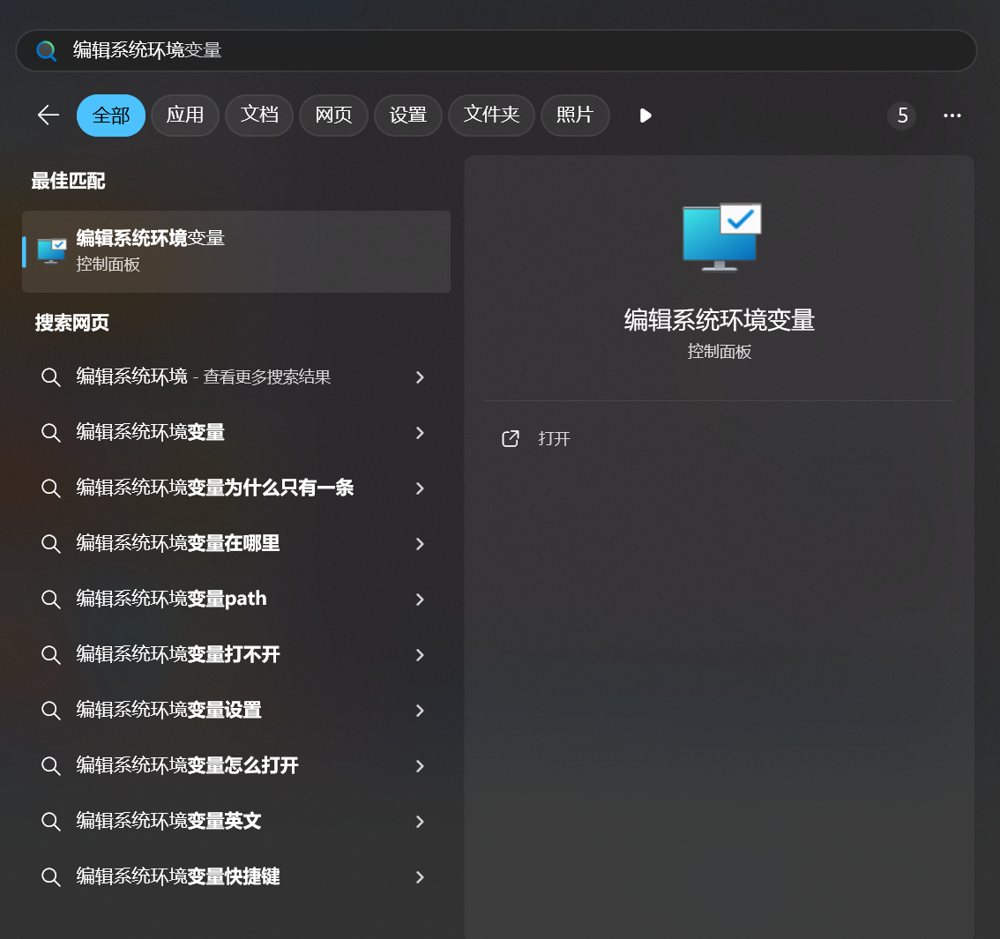 编辑系统环境变量
全部 应用 文档 网页 设置 文件夹 照片 5
最佳匹配
编辑系统环境变量
控制面板
搜索网页
编辑系统环境 - 查看更多搜索结果
编辑系统环境变量
编辑系统环境变量为什么只有一条
编辑系统环境变量在哪里
编辑系统环境变量path
编辑系统环境变量打不开
编辑系统环境变量设置
编辑系统环境变量怎么打开
编辑系统环境变量英文
编辑系统环境变量快捷键
编辑系统环境变量
控制面板
打开